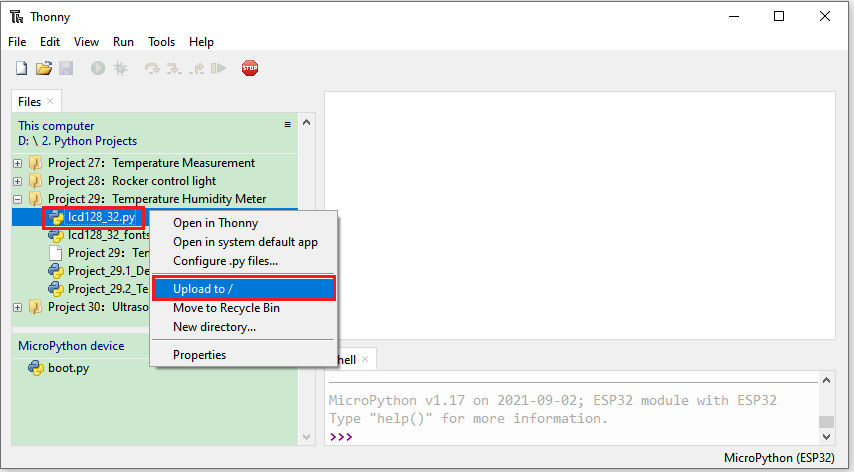 Thonny
File Edit View Run Tools Help
STOP
Files
This computer
D: \ 2. Python Projects
Project 27：Temperature Measurement
Project 28：Rocker control light
Project 29：Temperature Humidity Meter
lcd128_32.py
lcd128_32_fonts
Project 29：Ten
Project_29.1_De
Project_29.2_Te
Project 30：Ultraso
Open in Thonny
Open in system default app
Configure .py files...
Upload to /
Move to Recycle Bin
New directory...
Properties
MicroPython device
boot.py
hell
MicroPython v1.17 on 2021-09-02; ESP32 module with ESP32
Type "help()" for more information.
>>>
MicroPython (ESP32)